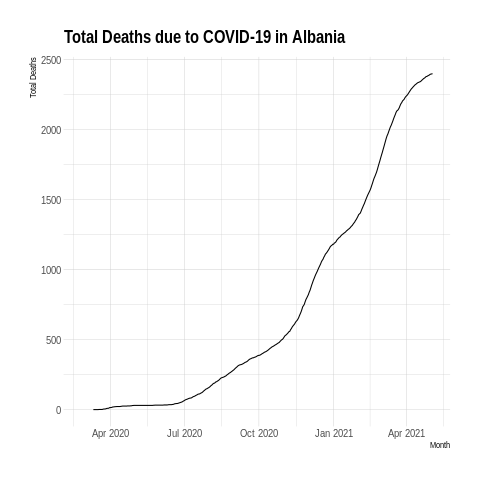 Total Deaths due to COVID-19 in Albania
Total Deaths
2500
2000
1500
1000
500
0
Apr 2020 Jul 2020 Oct 2020 Jan 2021 Apr 2021
Month